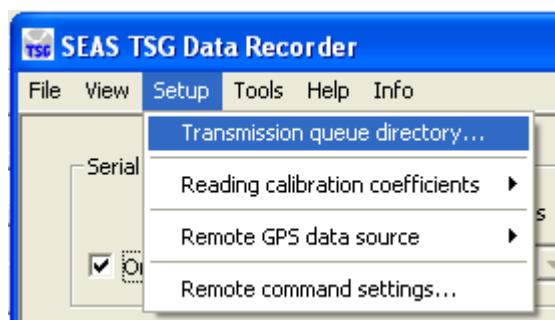 TSG SEAS TSG Data Recorder
File View Setup Tools Help Info
Transmission queue directory...
Serial
Reading calibration coefficients
s
Remote GPS data source
Remote command settings...